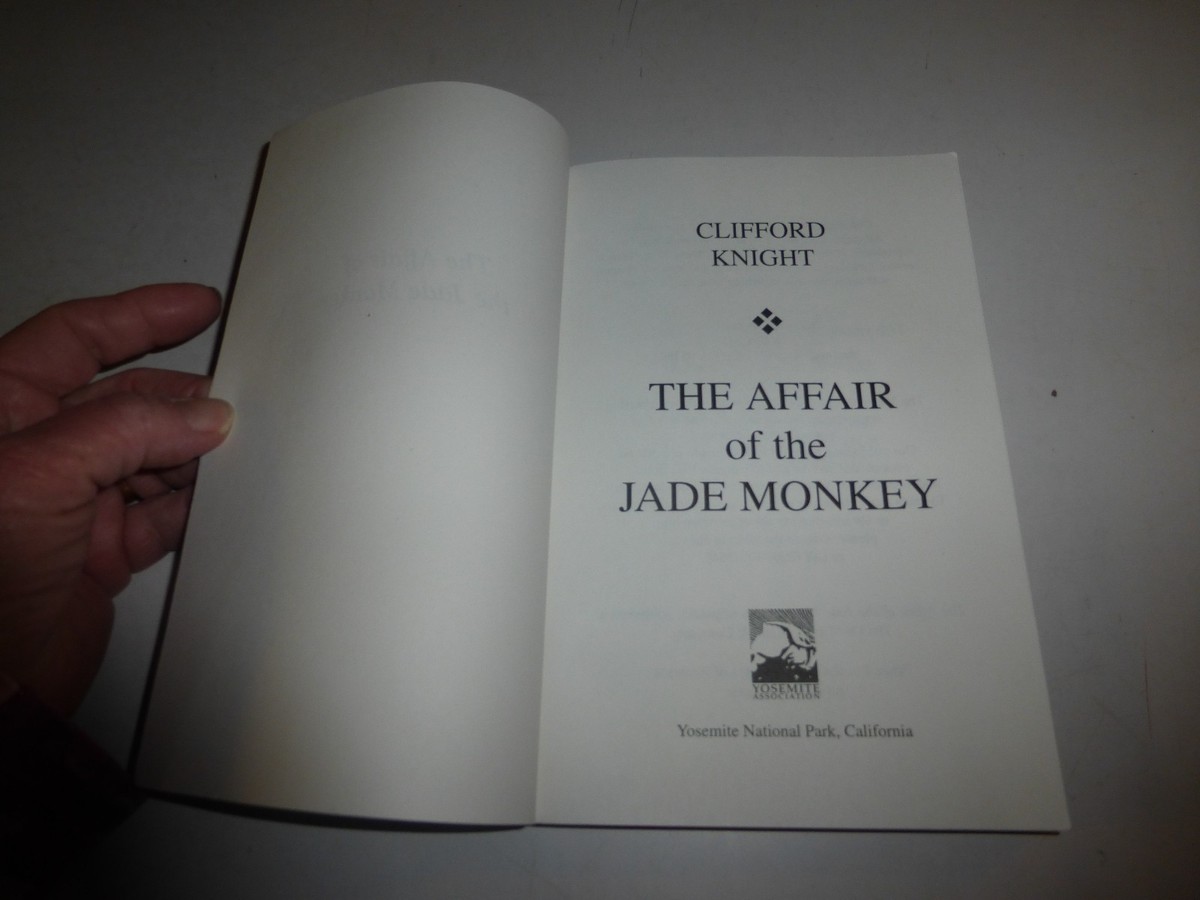 CLIFFORD
KNIGHT
THE AFFAIR
of the
JADE MONKEY
YOSEMITE
ASSOCIATION
Yosemite National Park, California